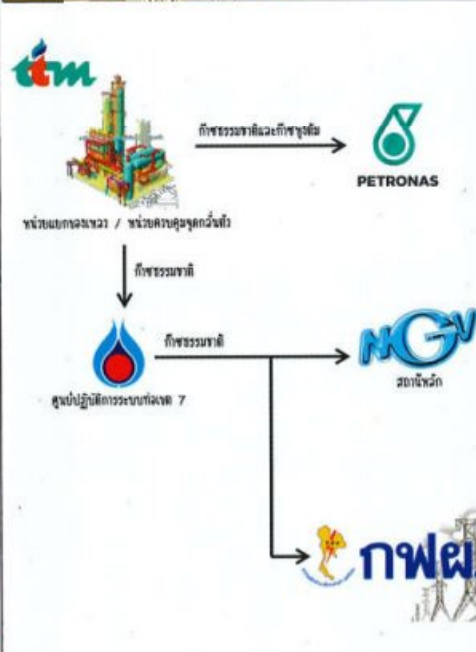 ttm
ก๊าซธรรมชาติและก๊าซหุงต้ม
PETRONAS
หน่วยแยกของเหลว / หน่วยควบคุมจุดกลั่นตัว
ก๊าซธรรมชาติ
ก๊าซธรรมชาติ
NGV
สถานีหลัก
ศูนย์ปฏิบัติการระบบท่อเขต 7
กฟผ